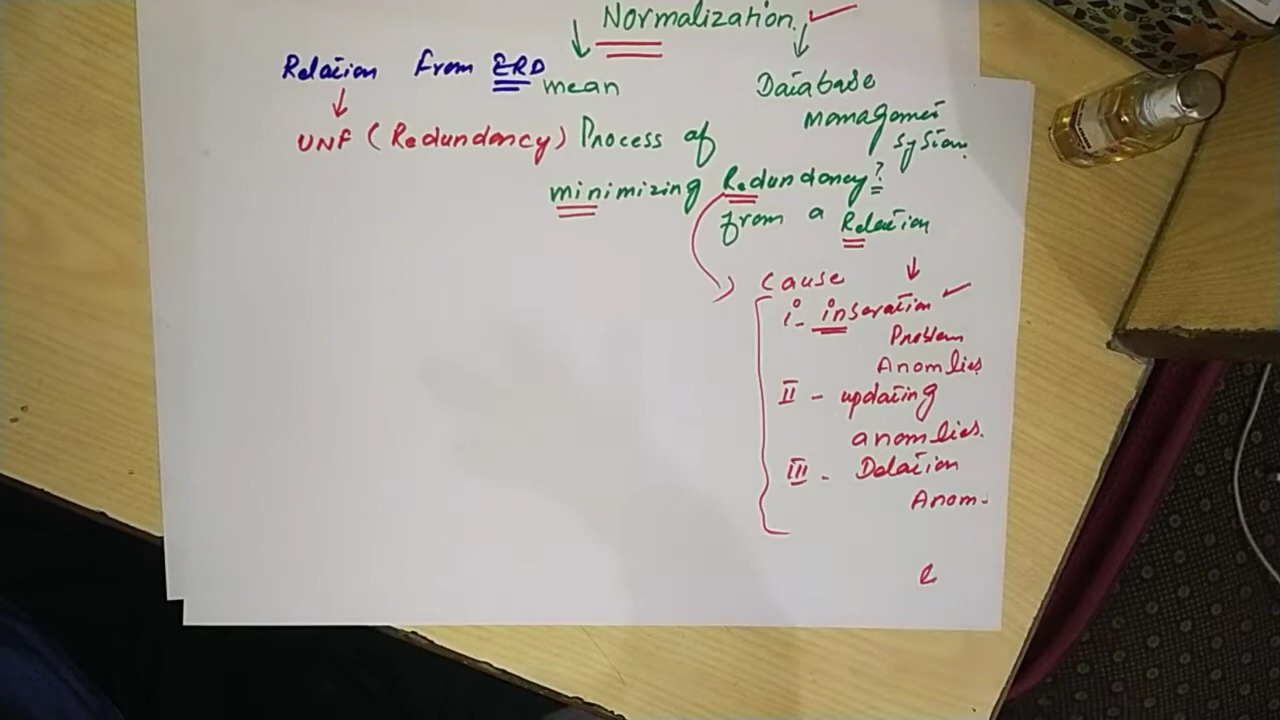 Normalization
Relation from ERD
mean
Database
managemet
system.
UNF (Redundancy)
Process of
minimizing Redundancy?
from a Relation
cause
i- inseration
Problem
Anomlies
II - updating
anomlies.
III - Delation
Anom-
e